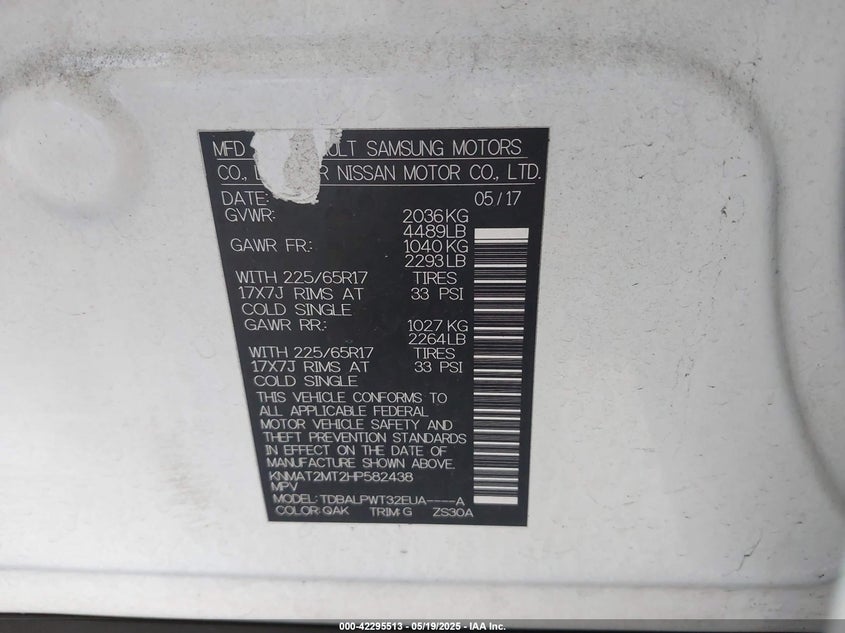 MFD ULT SAMSUNG MOTORS
CO., L R NISSAN MOTOR CO., LTD.
DATE: 05/17
GVWR: 2036KG
4489LB
GAWR FR: 1040KG
2293LB
WITH 225/65R17 TIRES
17X7J RIMS AT 33 PSI
COLD SINGLE
GAWR RR: 1027KG
2264LB
WITH 225/65R17 TIRES
17X7J RIMS AT 33 PSI
COLD SINGLE
THIS VEHICLE CONFORMS TO
ALL APPLICABLE FEDERAL
MOTOR VEHICLE SAFETY AND
THEFT PREVENTION STANDARDS
IN EFFECT ON THE DATE OF
MANUFACTURE SHOWN ABOVE.
KNMAT2MT2HP582438
MPV
MODEL: TDBALPWT32EUA----A
COLOR: QAK TRIM: G ZS30A
000-42295513 - 05/19/2025 - IAA Inc.